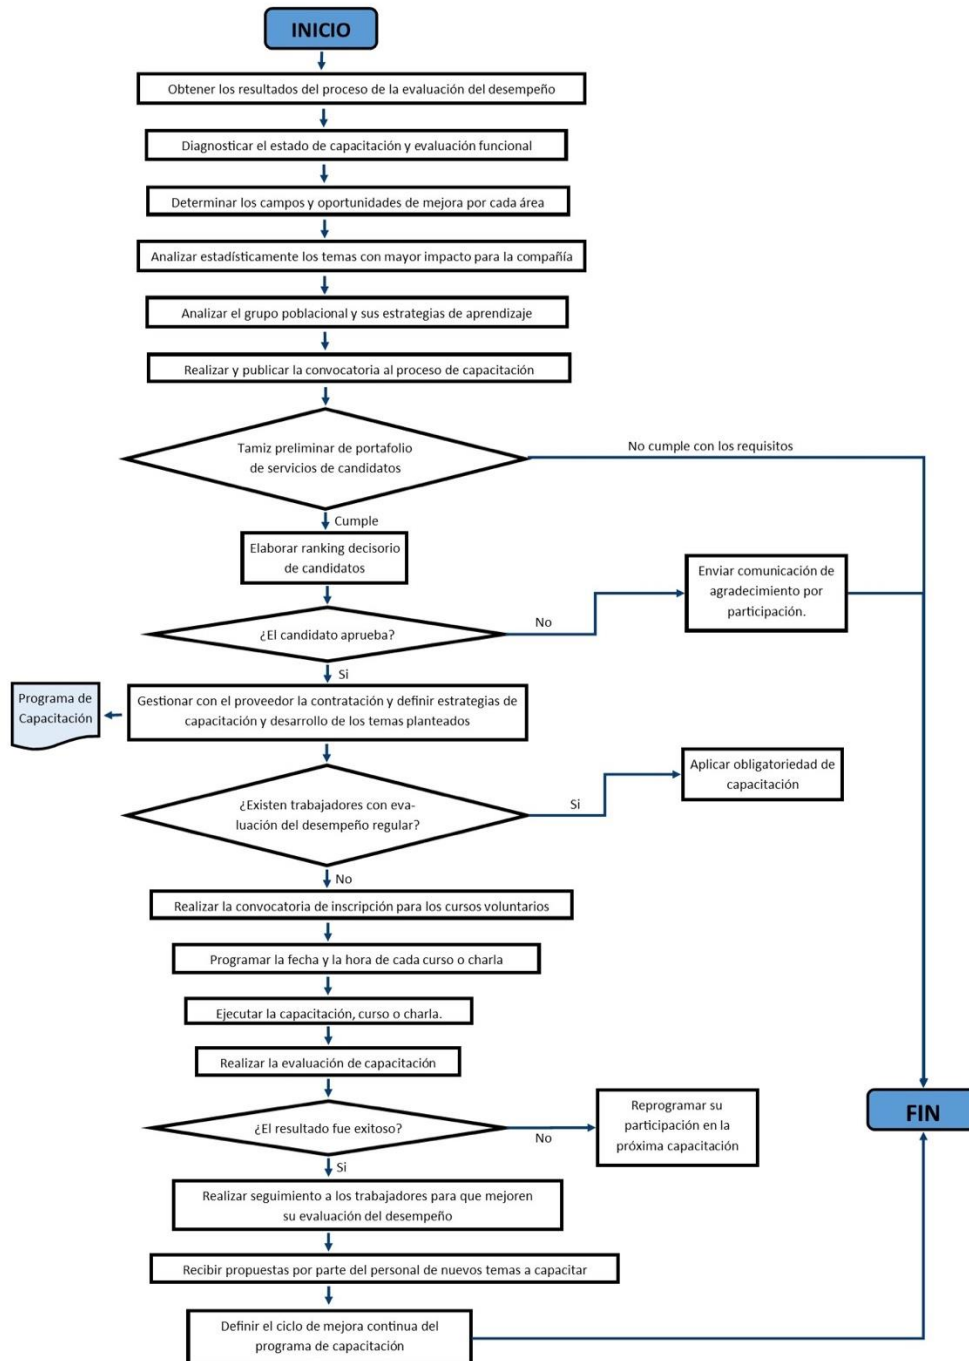 INICIO
Obtener los resultados del proceso de la evaluación del desempeño
Diagnosticar el estado de capacitación y evaluación funcional
Determinar los campos y oportunidades de mejora por cada área
Analizar estadísticamente los temas con mayor impacto para la compañía
Analizar el grupo poblacional y sus estrategias de aprendizaje
Realizar y publicar la convocatoria al proceso de capacitación
Tamiz preliminar de portafolio
de servicios de candidatos
No cumple con los requisitos
Cumple
Elaborar ranking decisorio
de candidatos
Enviar comunicación de
agradecimiento por
participación.
¿El candidato aprueba?
No
Si
Programa de
Capacitación
Gestionar con el proveedor la contratación y definir estrategias de
capacitación y desarrollo de los temas planteados
Aplicar obligatoriedad de
capacitación
¿Existen trabajadores con eva-
luación del desempeño regular?
Si
No
Realizar la convocatoria de inscripción para los cursos voluntarios
Programar la fecha y la hora de cada curso o charla
Ejecutar la capacitación, curso o charla.
Realizar la evaluación de capacitación
¿El resultado fue exitoso?
No
Reprogramar su
participación en la
próxima capacitación
FIN
Si
Realizar seguimiento a los trabajadores para que mejoren
su evaluación del desempeño
Recibir propuestas por parte del personal de nuevos temas a capacitar
Definir el ciclo de mejora continua del
programa de capacitación